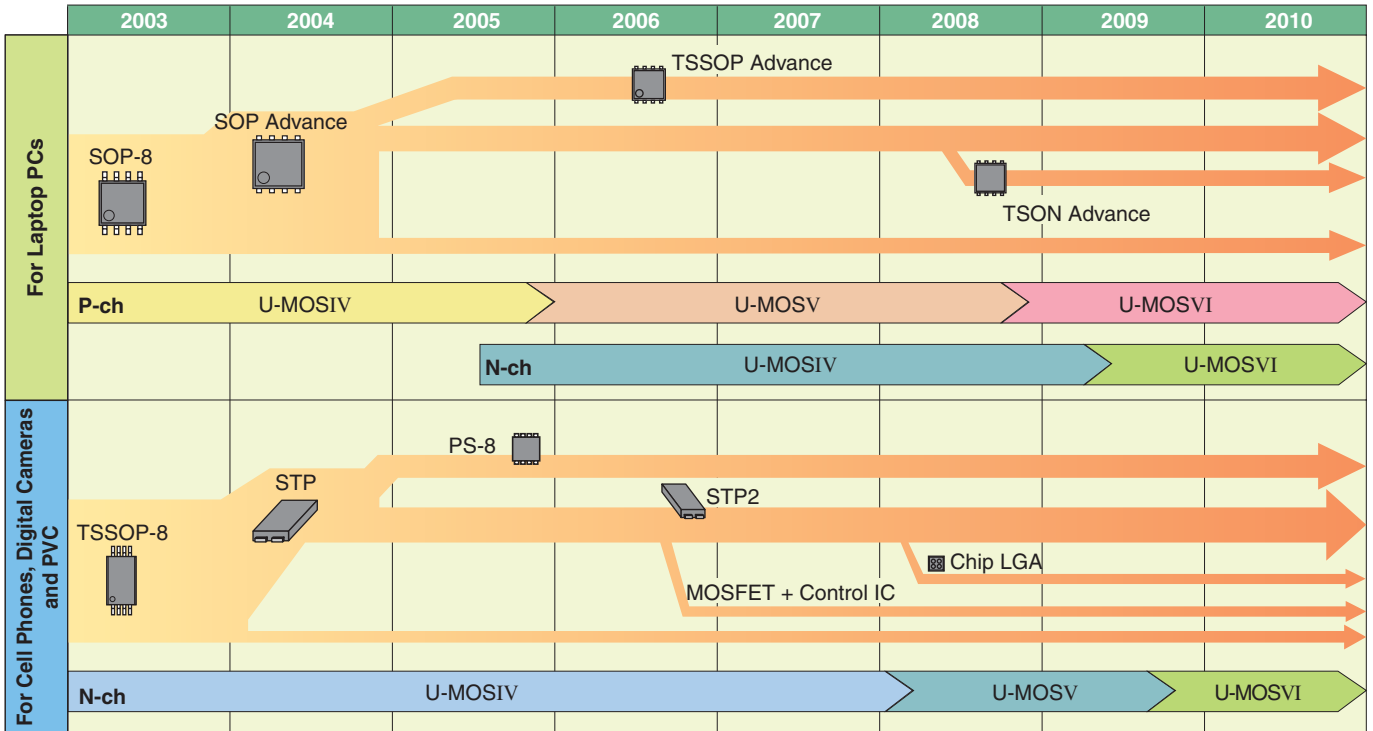 2003 2004 2005 2006 2007 2008 2009 2010
For Laptop PCs
TSSOP Advance
SOP Advance
SOP-8
TSON Advance
P-ch U-MOSIV U-MOSV U-MOSVI
N-ch U-MOSIV U-MOSVI
For Cell Phones, Digital Cameras
and PVC
PS-8
STP
STP2
TSSOP-8
Chip LGA
MOSFET + Control IC
N-ch U-MOSIV U-MOSV U-MOSVI